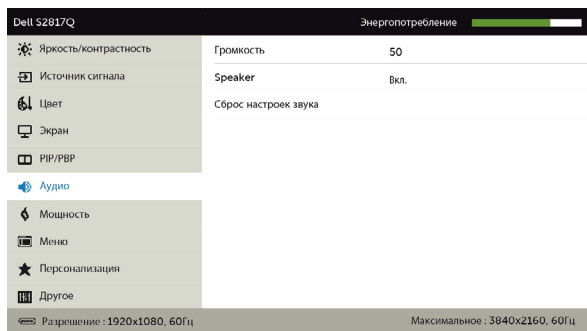 Dell S2817Q Энергопотребление
Яркость/контрастность Громкость 50
Источник сигнала Speaker Вкл.
Цвет Сброс настроек звука
Экран
PIP/PBP
Аудио
Мощность
Меню
Персонализация
Другое
Разрешение : 1920x1080, 60Гц Максимальное : 3840x2160, 60Гц